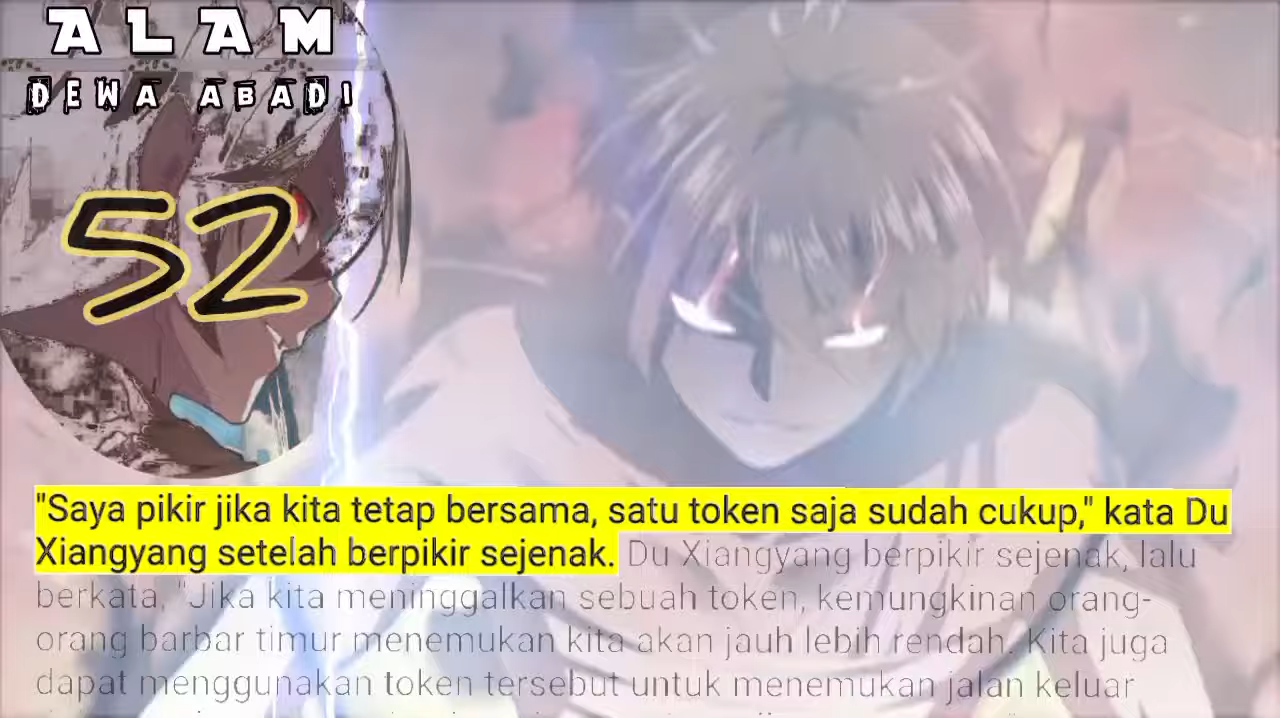 ALAM
DEWA ABADI
52
"Saya pikir jika kita tetap bersama, satu token saja sudah cukup," kata Du
Xiangyang setelah berpikir sejenak. Du Xiangyang berpikir sejenak, lalu
berkata, "Jika kita meninggalkan sebuah token, kemungkinan orang-
orang barbar timur menemukan kita akan jauh lebih rendah. Kita juga
dapat menggunakan token tersebut untuk menemukan jalan keluar